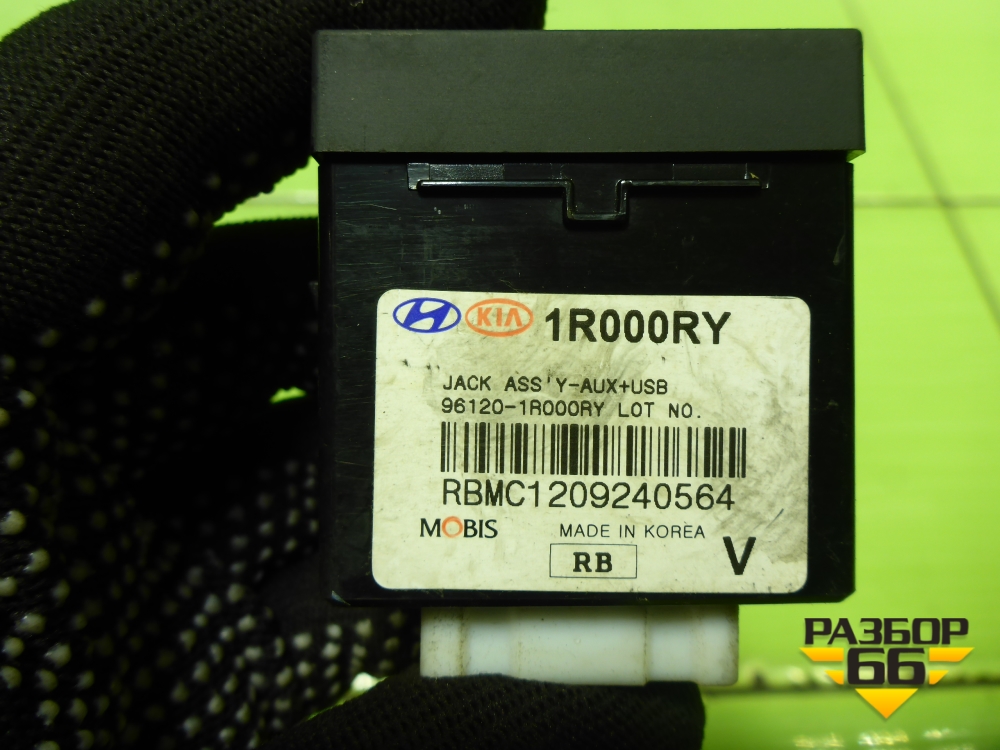 KIA 1R000RY
JACK ASS'Y-AUX+USB
96120-1R000RY LOT NO.
RBMC1209240564
MOBIS MADE IN KOREA
RB V
РАЗБОР
66